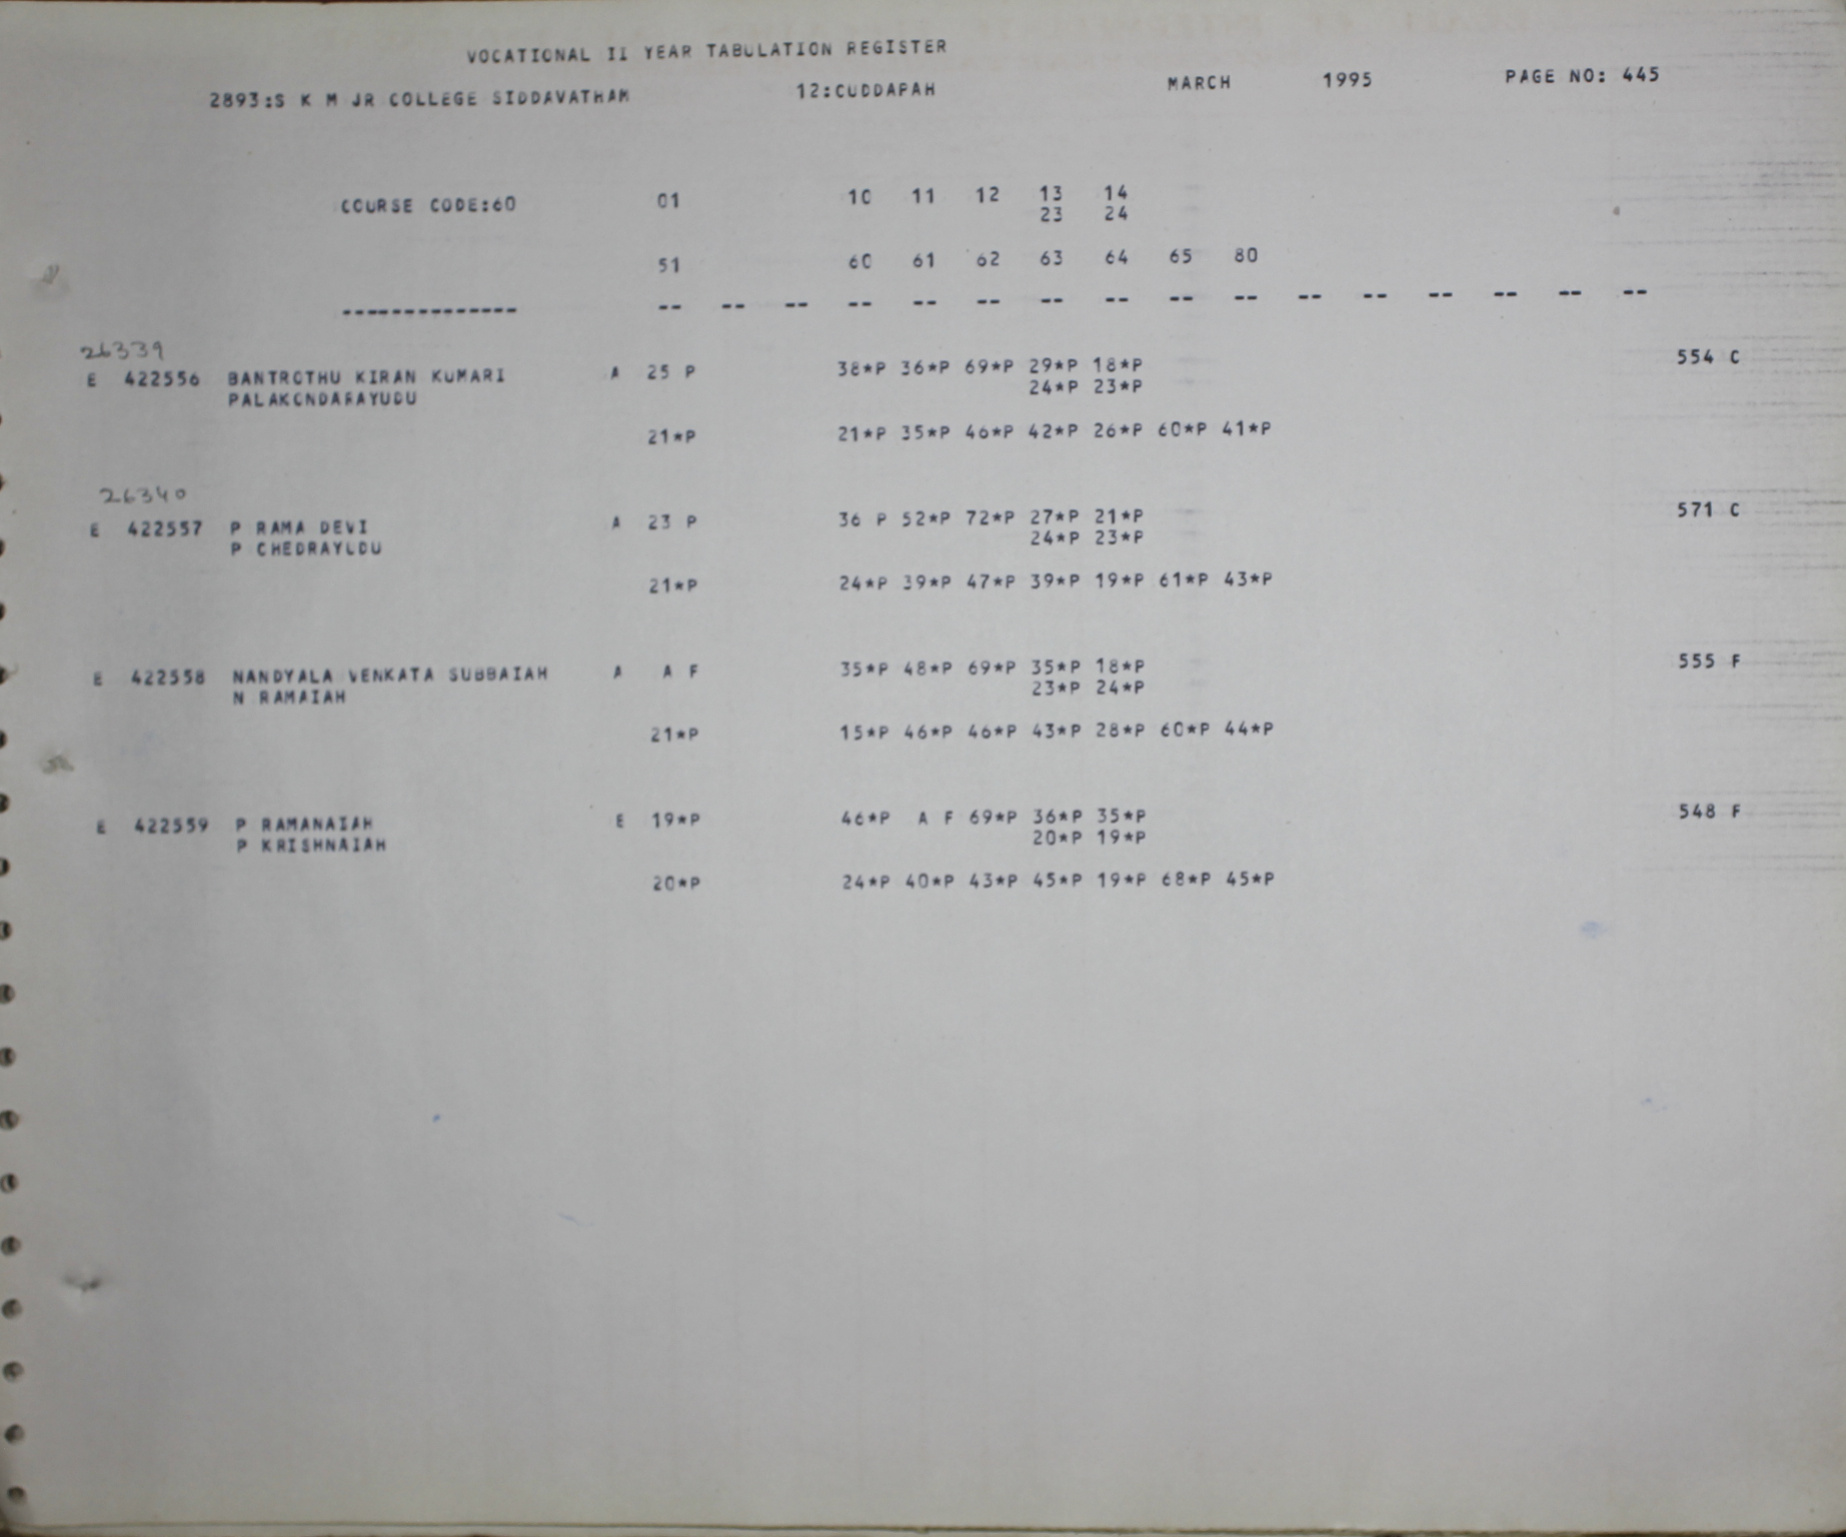 VOCATIONAL II YEAR TABULATION REGISTER
2893:S K M JR COLLEGE SIDDAVATHAM 12:CUDDAPAH MARCH 1995 PAGE NO: 445
COURSE CODE:60 01 10 11 12 13 14
23 24
51 60 61 62 63 64 65 80
-------------- -- -- -- -- -- -- -- -- -- -- -- -- -- -- -- --
26339
E 422556 BANTROTHU KIRAN KUMARI A 25 P 38*P 36*P 69*P 29*P 18*P 554 C
PALAKONDARAYUDU 24*P 23*P
21*P 21*P 35*P 46*P 42*P 26*P 60*P 41*P
26340
E 422557 P RAMA DEVI A 23 P 36 P 52*P 72*P 27*P 21*P 571 C
P CHEDRAYUDU 24*P 23*P
21*P 24*P 39*P 47*P 39*P 19*P 61*P 43*P
E 422558 NANDYALA VENKATA SUBBAIAH A A F 35*P 48*P 69*P 35*P 18*P 555 F
N RAMAIAH 23*P 24*P
21*P 15*P 46*P 46*P 43*P 28*P 60*P 44*P
E 422559 P RAMANAIAH E 19*P 46*P A F 69*P 36*P 35*P 548 F
P KRISHNAIAH 20*P 19*P
20*P 24*P 40*P 43*P 45*P 19*P 68*P 45*P